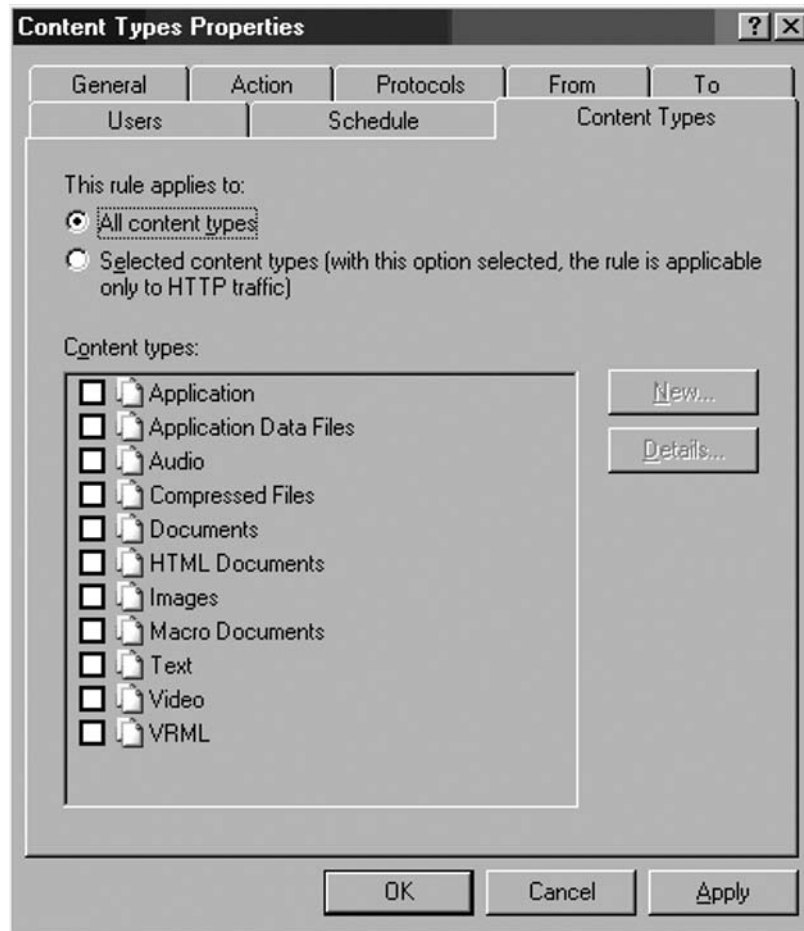 Content Types Properties
General Action Protocols From To
Users Schedule Content Types
This rule applies to:
All content types
Selected content types (with this option selected, the rule is applicable
only to HTTP traffic)
Content types:
Application
Application Data Files
Audio
Compressed Files
Documents
HTML Documents
Images
Macro Documents
Text
Video
VRML
New...
Details...
OK Cancel Apply